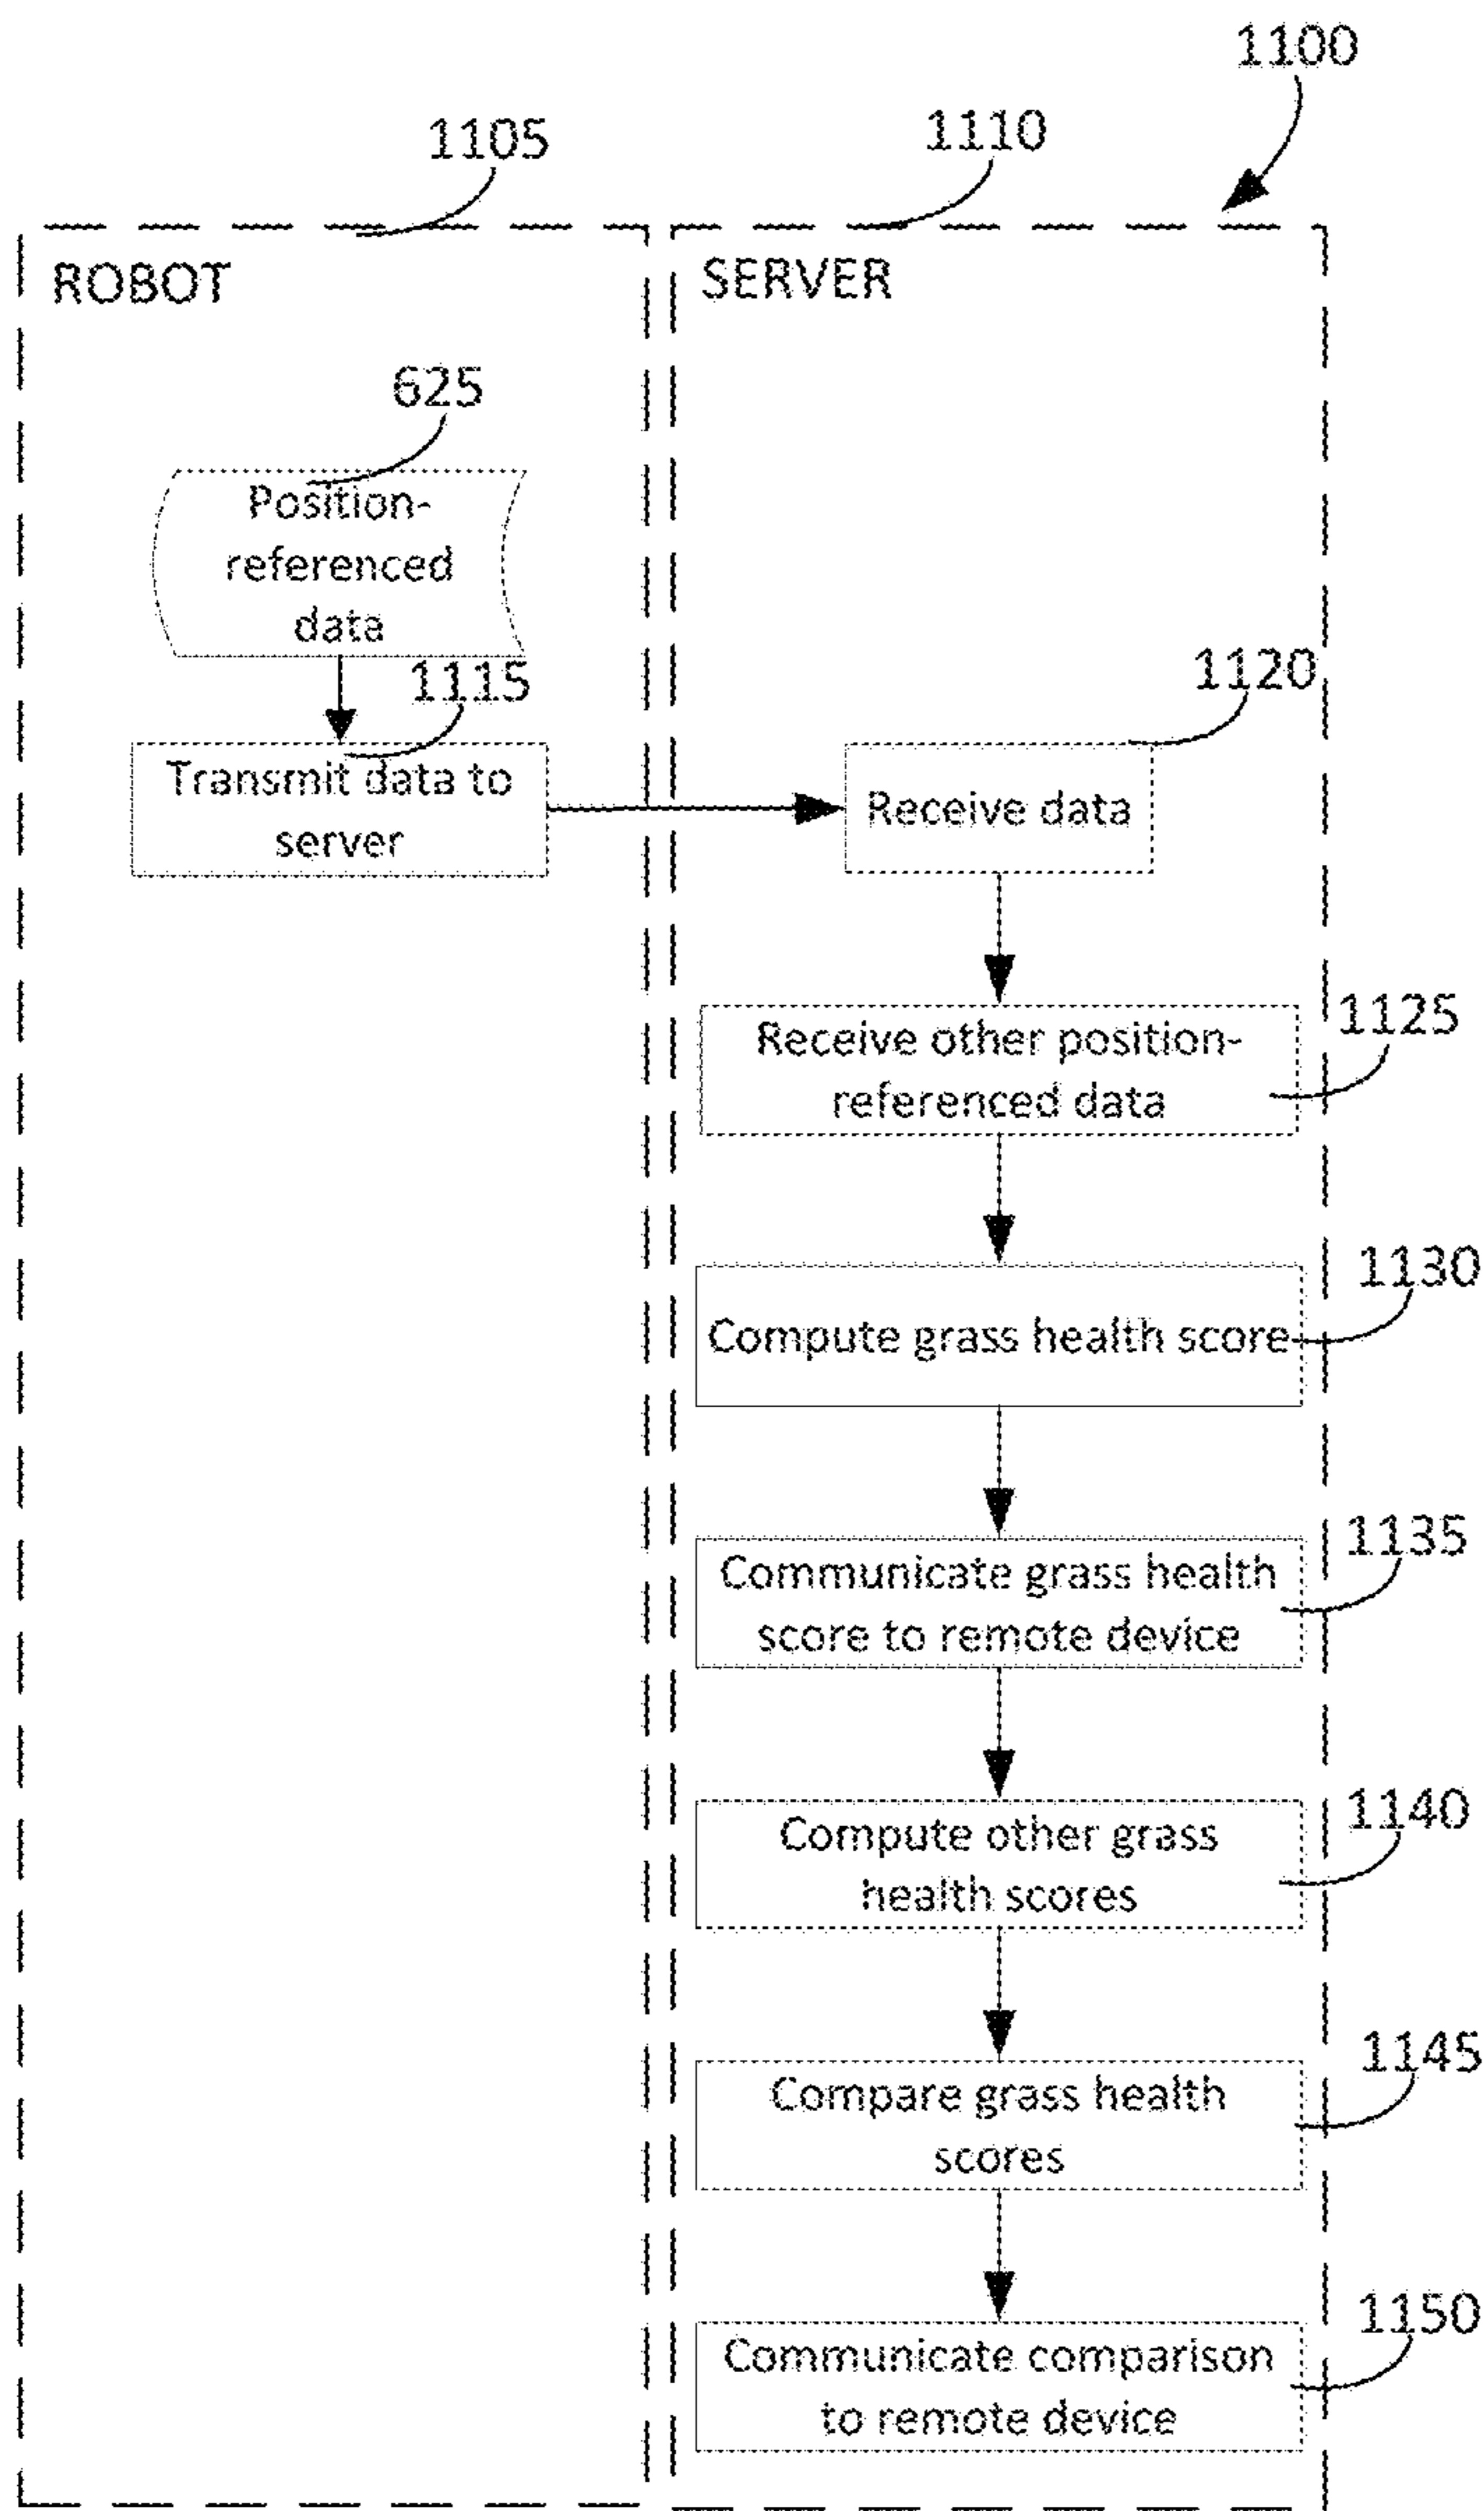 1100
1105
1110
ROBOT
SERVER
625
Position-
referenced
data
1115
Transmit data to
server
1120
Receive data
1125
Receive other position-
referenced data
1130
Compute grass health score
1135
Communicate grass health
score to remote device
1140
Compute other grass
health scores
1145
Compare grass health
scores
1150
Communicate comparison
to remote device